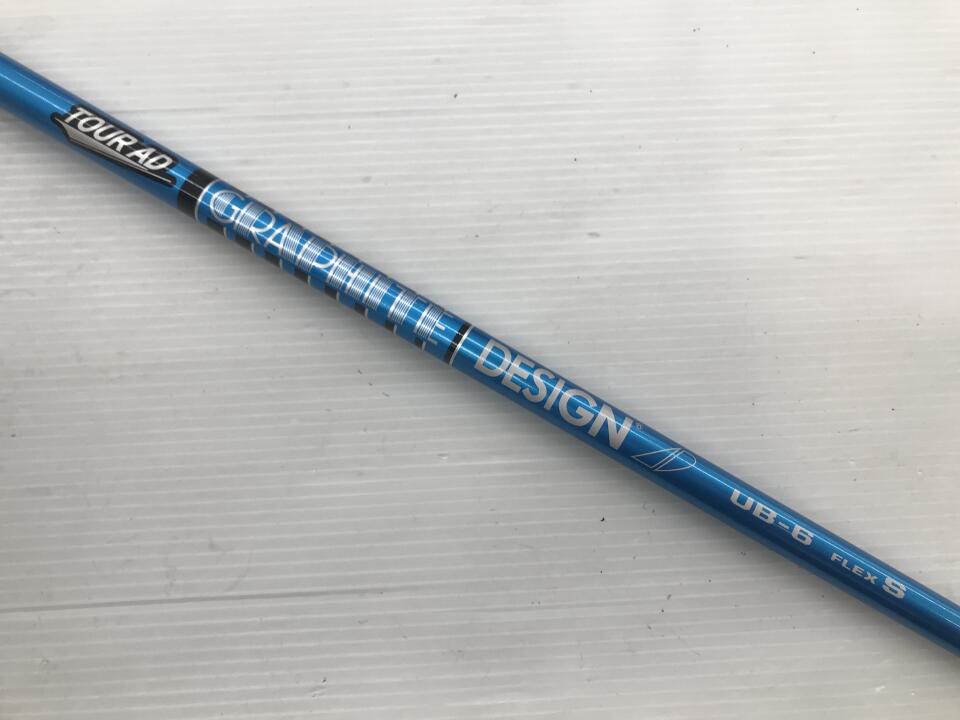 TOUR AD
GRAPHITE
DESIGN®
UB-6 FLEX S